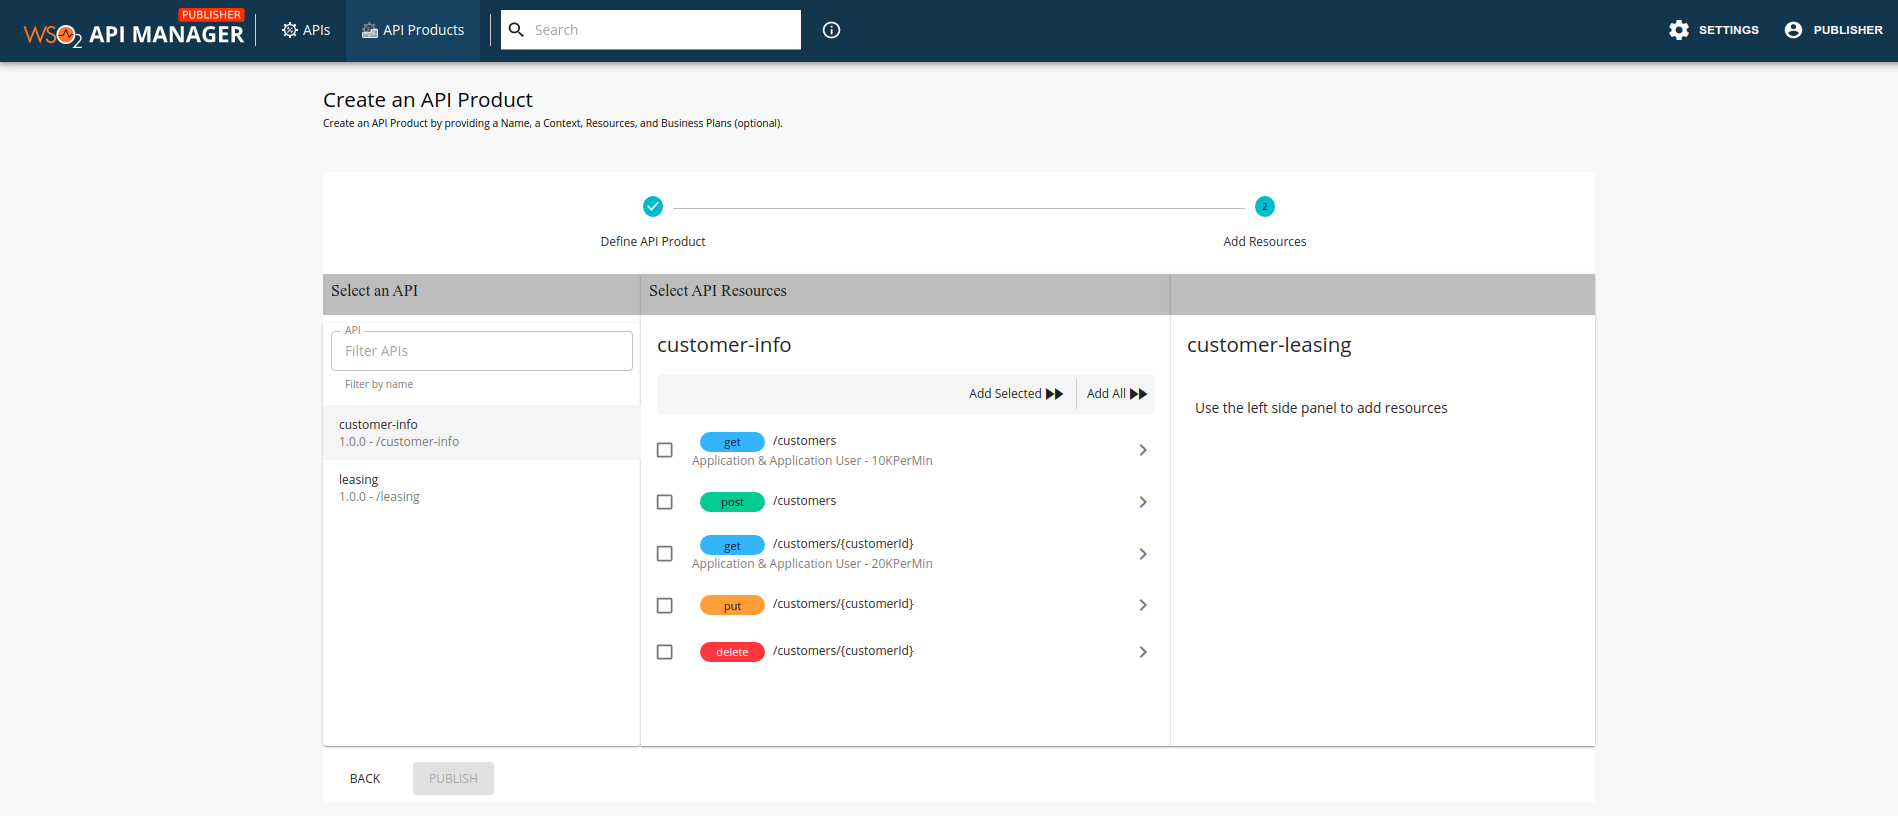 PUBLISHER
WSO2 API MANAGER
APIs
API Products
Search
SETTINGS
PUBLISHER
Create an API Product
Create an API Product by providing a Name, a Context, Resources, and Business Plans (optional).
2
Define API Product
Add Resources
Select an API
Select API Resources
API
Filter APIs
Filter by name
customer-info
1.0.0 - /customer-info
leasing
1.0.0 - /leasing
customer-info
Add Selected
Add All
get /customers
Application & Application User - 10KPerMin
post /customers
get /customers/{customerId}
Application & Application User - 20KPerMin
put /customers/{customerId}
delete /customers/{customerId}
customer-leasing
Use the left side panel to add resources
BACK
PUBLISH